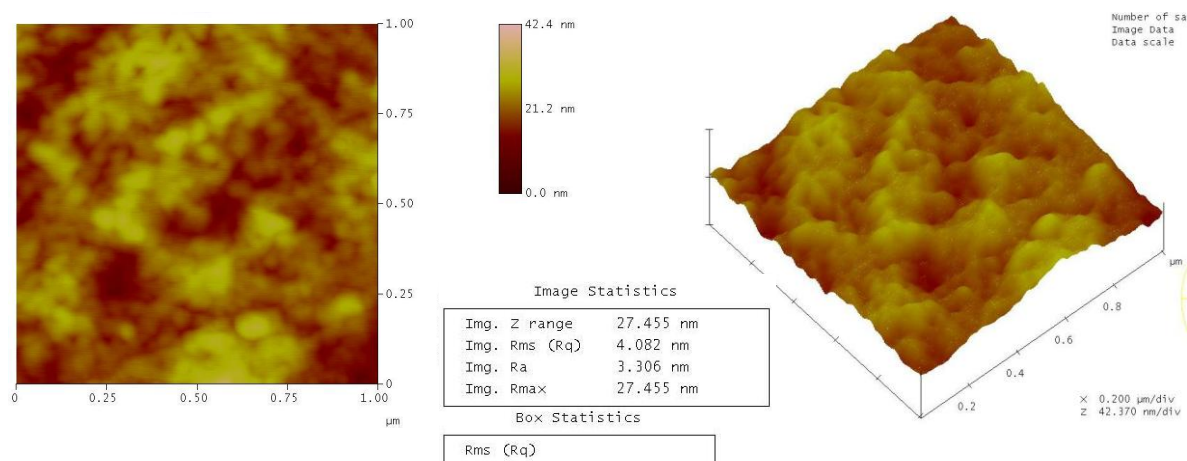 1.00
0.75
0.50
0.25
0
0 0.25 0.50 0.75 1.00
µm
42.4 nm
21.2 nm
0.0 nm
Image Statistics
Img. Z range 27.455 nm
Img. Rms (Rq) 4.082 nm
Img. Ra 3.306 nm
Img. Rmax 27.455 nm
Box Statistics
Rms (Rq)
Number of sa
Image Data
Data scale
µm
0.8
0.6
0.4
0.2
X 0.200 µm/div
Z 42.370 nm/div